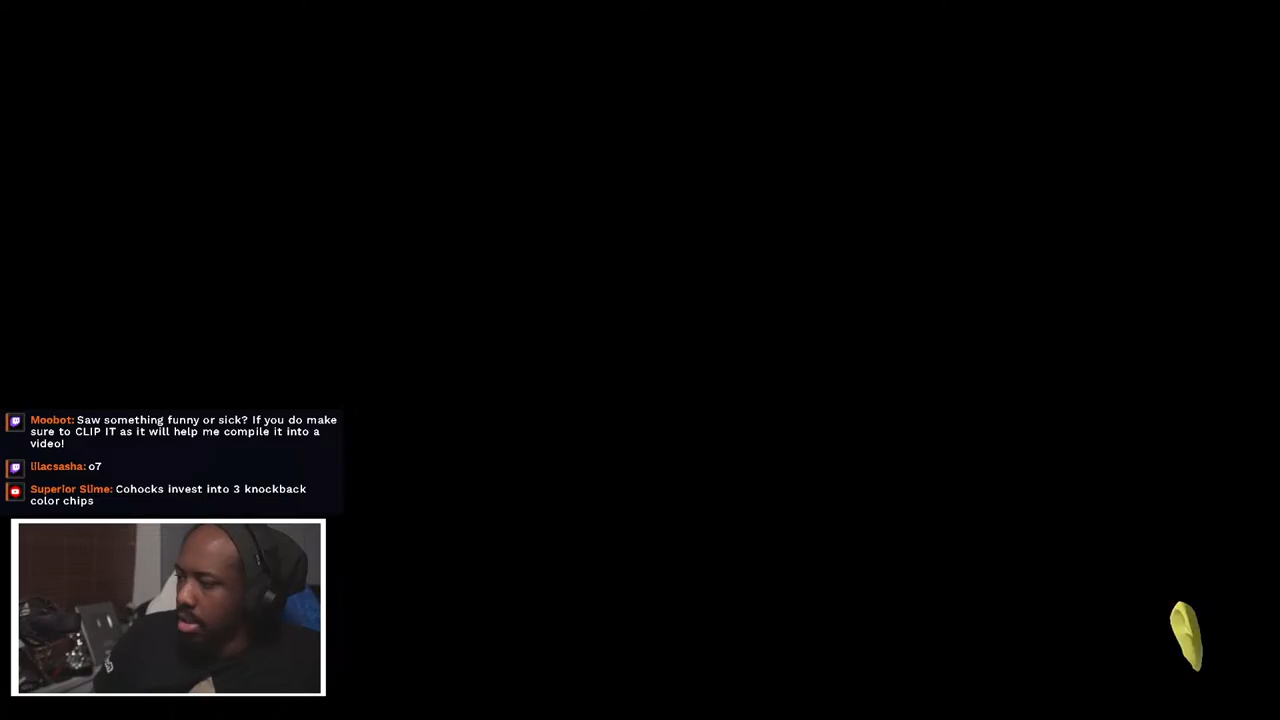 Moobot: Saw something funny or sick? If you do make
sure to CLIP IT as it will help me compile it into a
video!
lilacsasha: o7
Superior Slime: Cohocks invest into 3 knockback
color chips